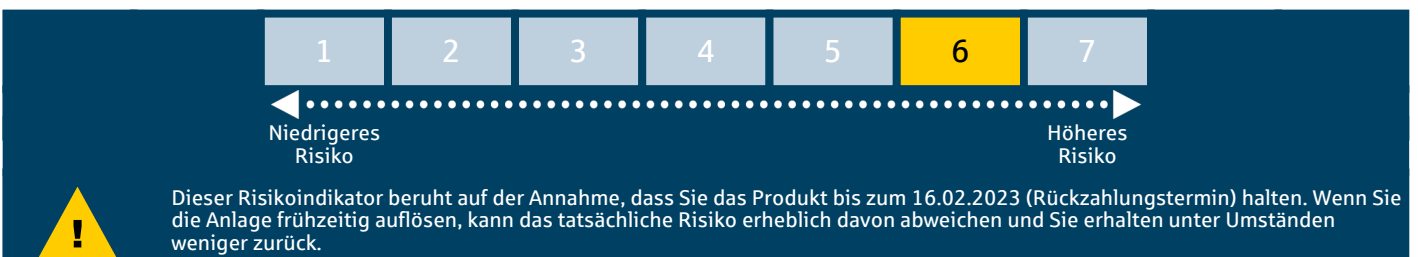 1 2 3 4 5 6 7
Niedrigeres Höheres
Risiko Risiko
Dieser Risikoindikator beruht auf der Annahme, dass Sie das Produkt bis zum 16.02.2023 (Rückzahlungstermin) halten. Wenn Sie
die Anlage frühzeitig auflösen, kann das tatsächliche Risiko erheblich davon abweichen und Sie erhalten unter Umständen
! weniger zurück.